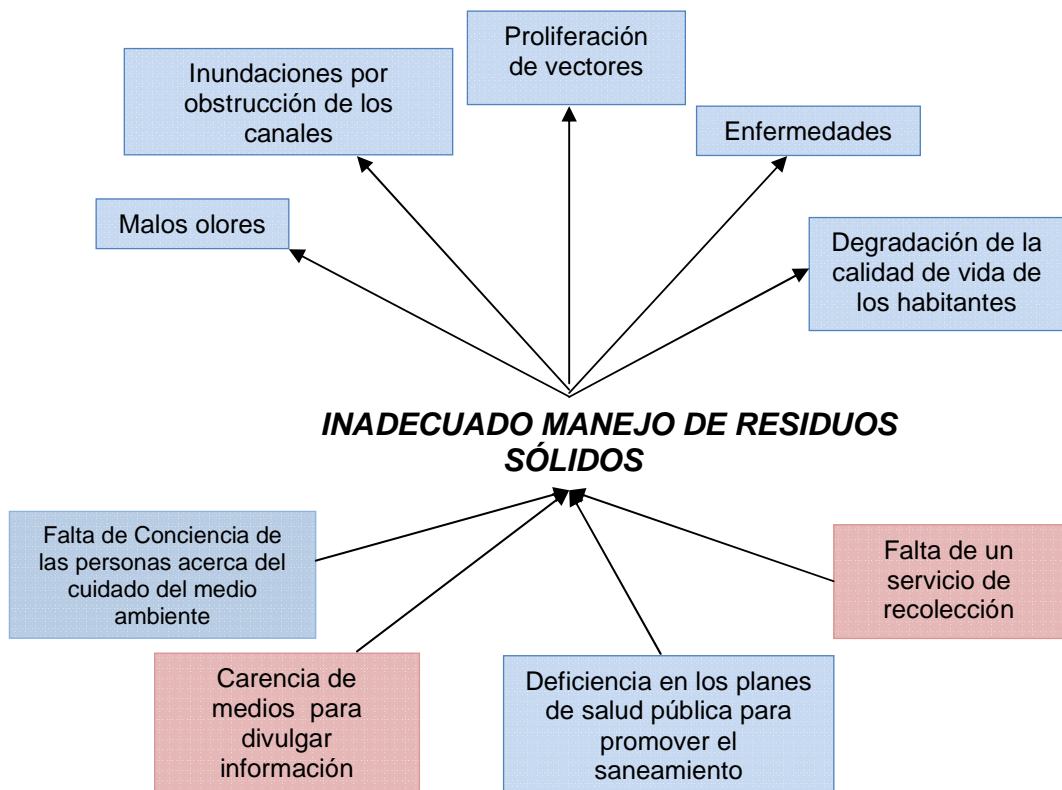 Proliferación
de vectores
Inundaciones por
obstrucción de los
canales
Enfermedades
Malos olores
Degradación de la
calidad de vida de
los habitantes
INADECUADO MANEJO DE RESIDUOS
SÓLIDOS
Falta de Conciencia de
las personas acerca del
cuidado del medio
ambiente
Falta de un
servicio de
recolección
Carencia de
medios para
divulgar
información
Deficiencia en los planes
de salud pública para
promover el
saneamiento